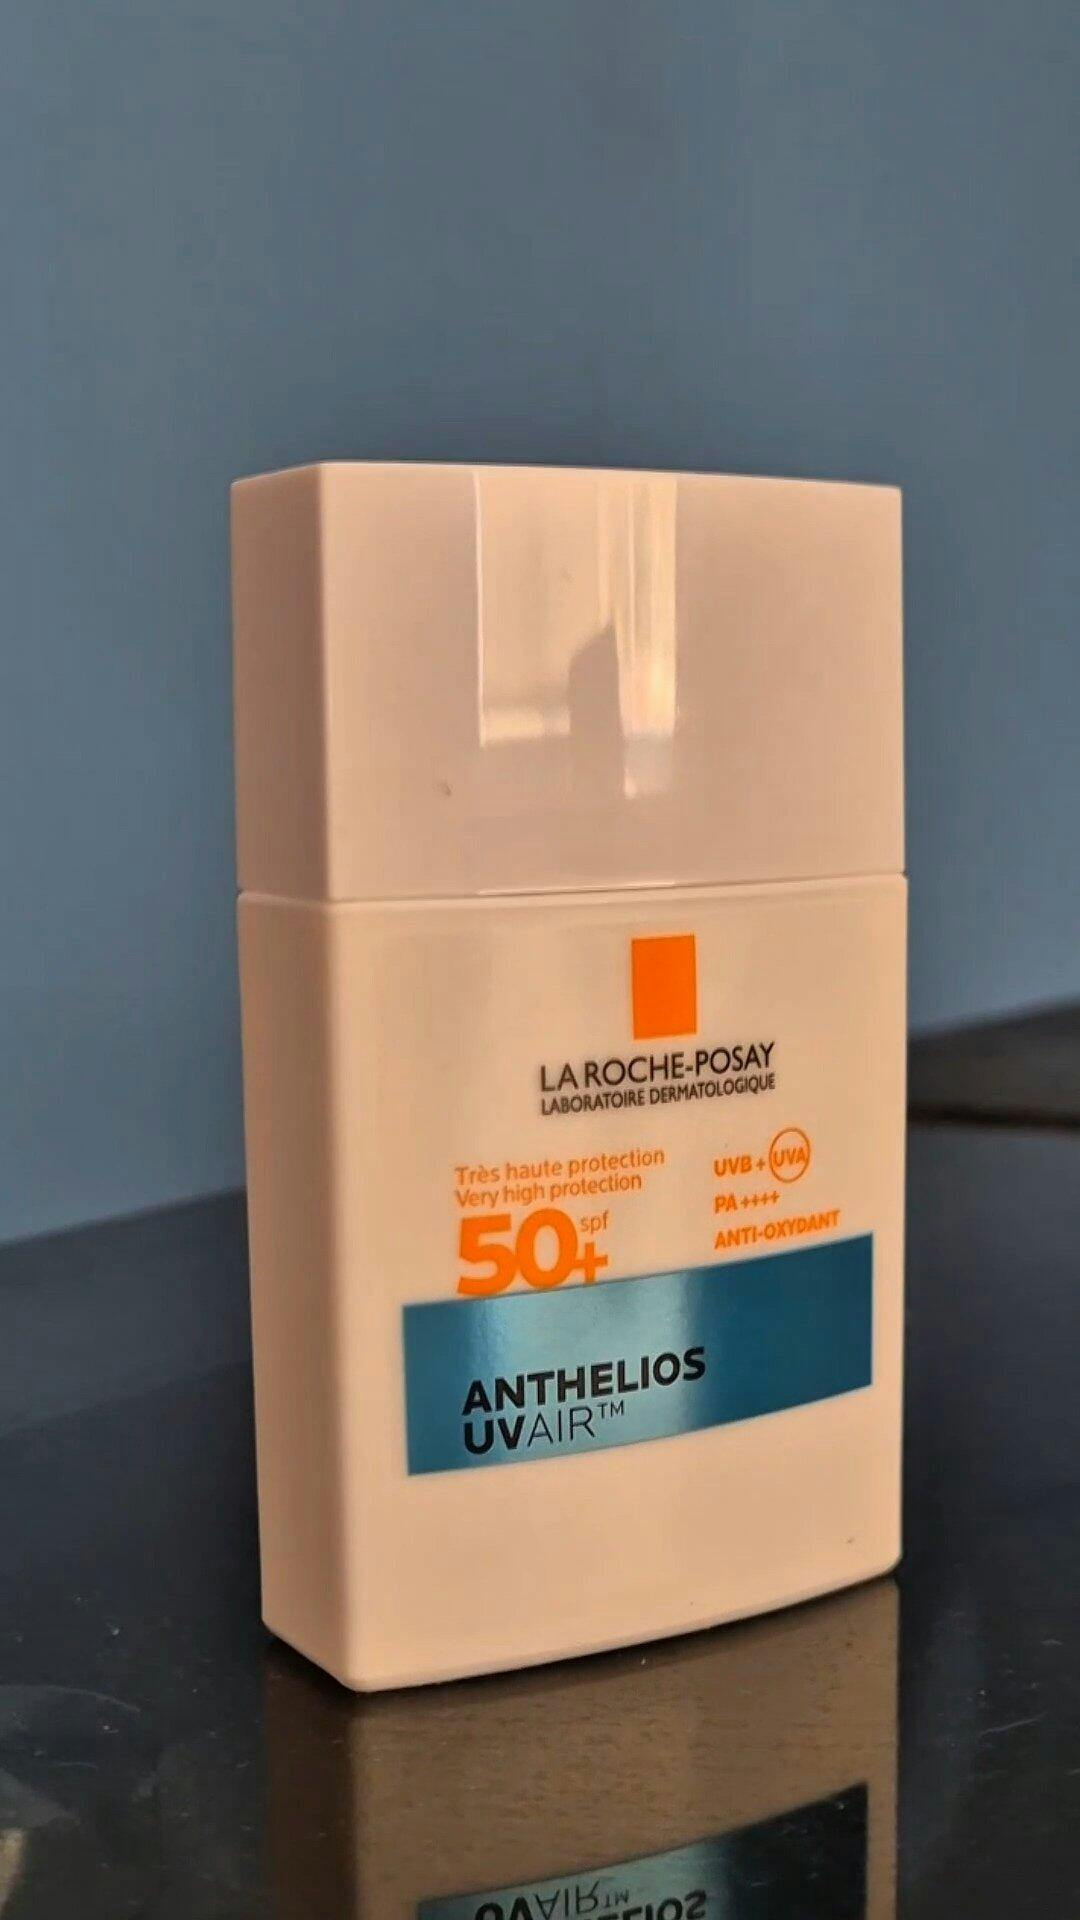 LA ROCHE-POSAY
LABORATOIRE DERMATOLOGIQUE
Très haute protection
Very high protection
50+ spf
UVB + UVA
PA ++++
ANTI-OXYDANT
ANTHELIOS
UVAIR™